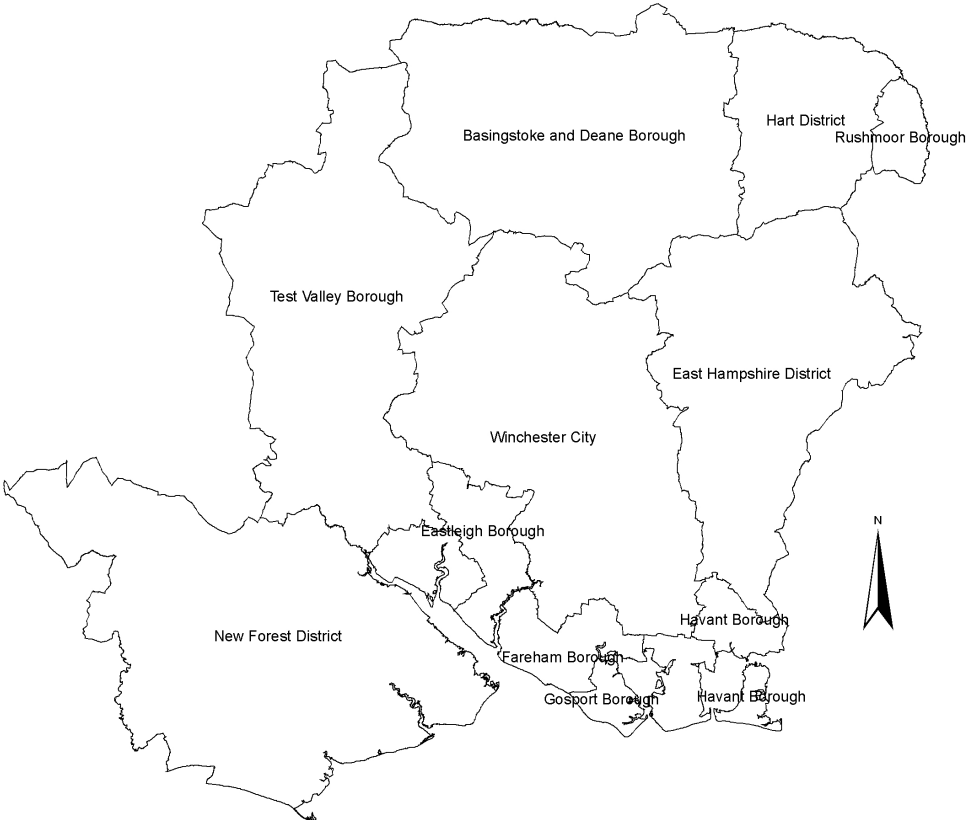 Basingstoke and Deane Borough
Hart District
Rushmoor Borough
Test Valley Borough
East Hampshire District
Winchester City
N
Eastleigh Borough
Havant Borough
New Forest District
Fareham Borough
Gosport Borough
Havant Borough